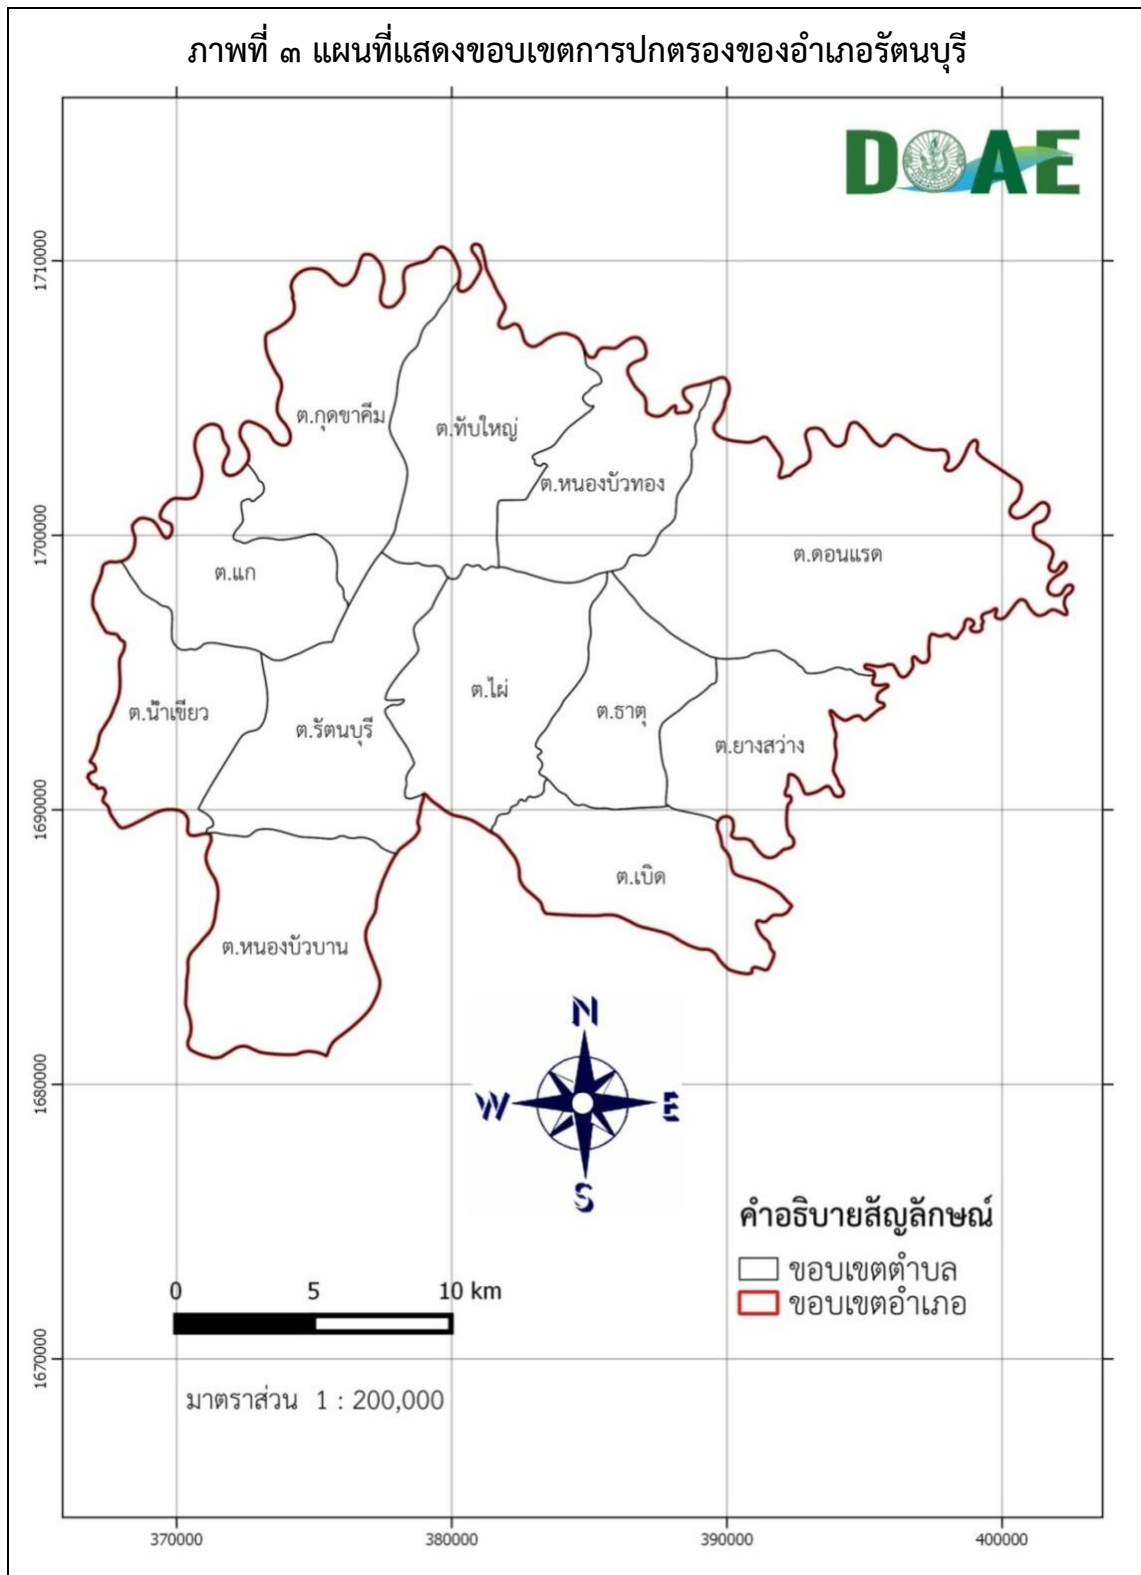 ภาพที่ ๓ แผนที่แสดงขอบเขตการปกตรองของอำเภอรัตนบุรี
DOAE
1710000
ต.กุดขาคีม
ต.ทับใหญ่
ต.หนองบัวทอง
1700000
ต.ดอนแรด
ต.แก
ต.ไผ่
ต.ธาตุ
ต.น้ำเขียว
ต.รัตนบุรี
ต.ยางสว่าง
1690000
ต.เบิด
ต.หนองบัวบาน
N
1680000
W E
S
คำอธิบายสัญลักษณ์
ขอบเขตตำบล
ขอบเขตอำเภอ
0 5 10 km
1670000
มาตราส่วน 1 : 200,000
370000 380000 390000 400000